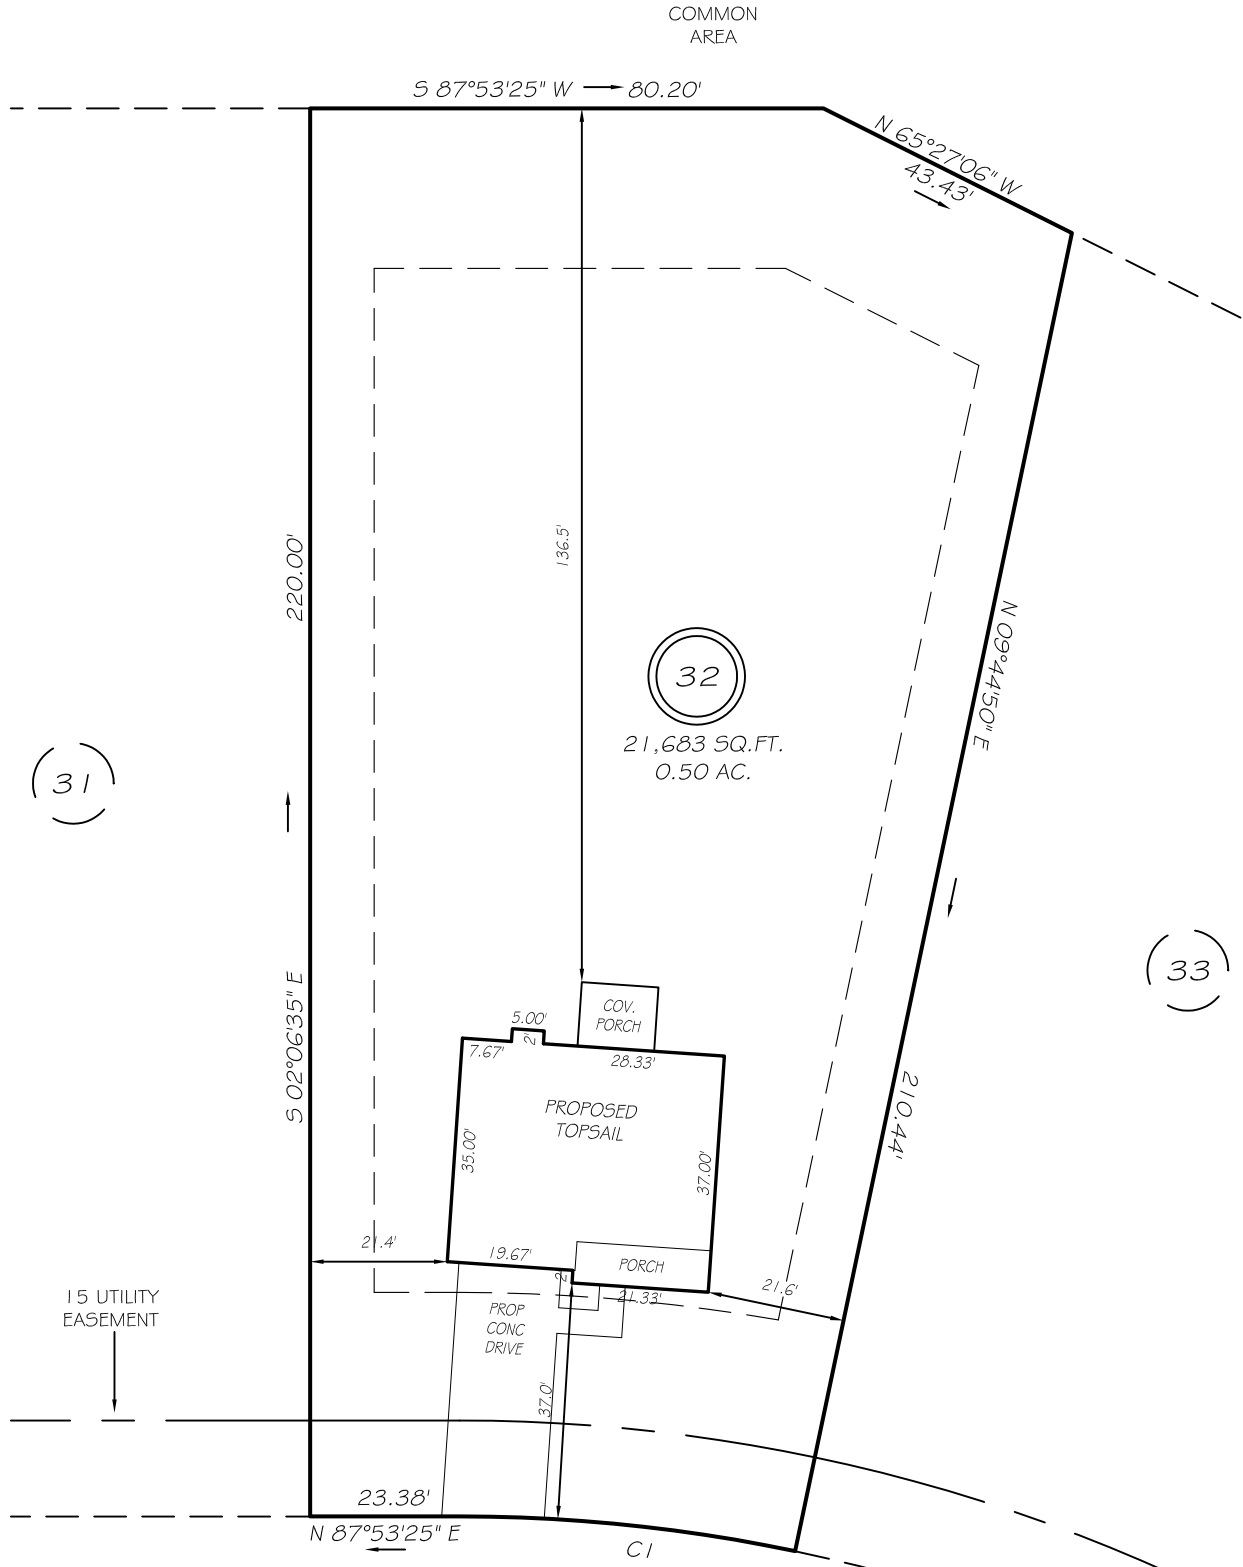 COMMON
AREA
S 87°53'25" W
80.20'
N 65°27'06" W
43.43'
220.00'
S 02°06'35" E
136.5'
32
21,683 SQ.FT.
0.50 AC.
N 09°44'50" E
210.44'
31
33
COV.
PORCH
5.00'
2'
7.67'
28.33'
PROPOSED
TOPSAIL
35.00'
37.00'
21.4'
19.67'
2'
PORCH
21.33'
21.6'
PROP
CONC
DRIVE
37.0'
15 UTILITY
EASEMENT
23.38'
N 87°53'25" E
C1